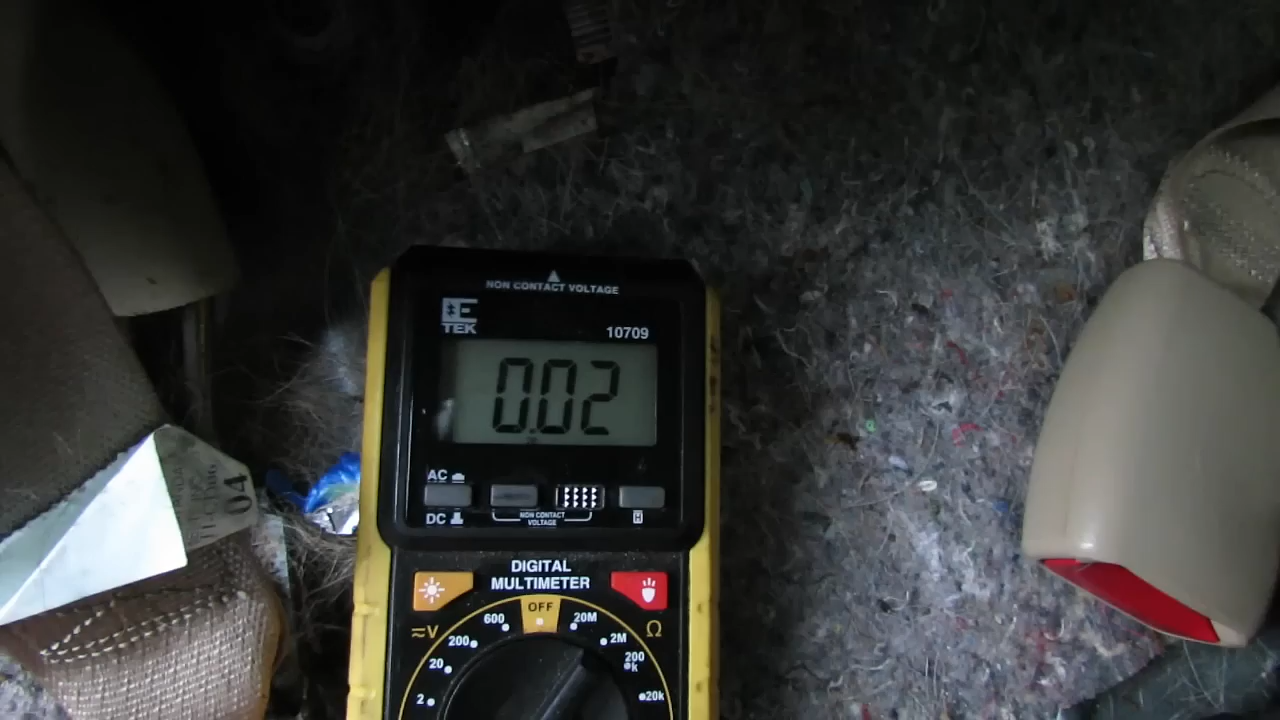 NON CONTACT VOLTAGE
TEK
10709
0.02
AC
DC
NON CONTACT
VOLTAGE
H
DIGITAL
MULTIMETER
OFF
600
20M
V
Ω
200
2M
20
200
k
2
20k
04